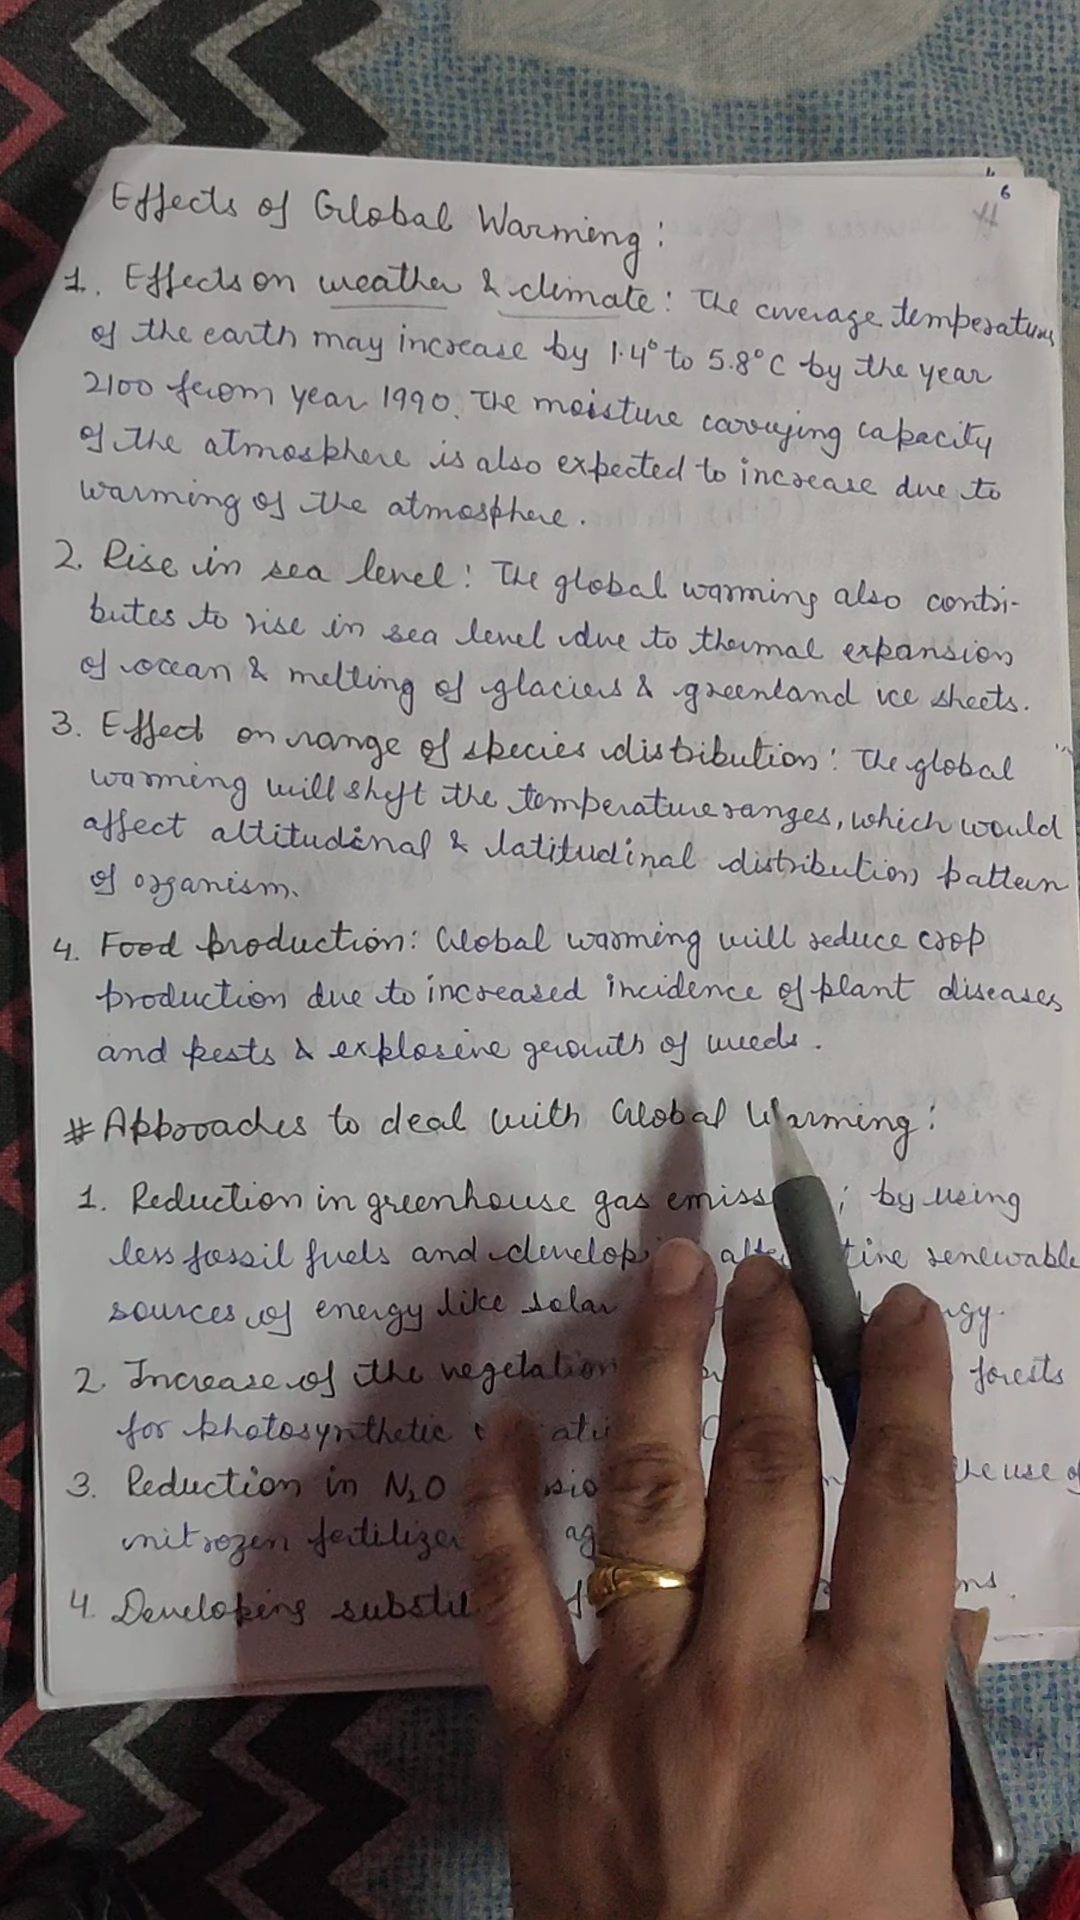 6
Effects of Global Warming:
1. Effects on weather & climate: The average temperature
of the earth may increase by 1.4° to 5.8°C by the year
2100 from year 1990. The moisture carrying capacity
of the atmosphere is also expected to increase due to
warming of the atmosphere.
2. Rise in sea level: The global warming also contri-
butes to rise in sea level due to thermal expansion
of ocean & melting of glaciers & greenland ice sheets.
3. Effect on range of species distribution: The global
warming will shift the temperature ranges, which would
affect altitudinal & latitudinal distribution pattern
of organism.
4. Food production: Global warming will reduce crop
production due to increased incidence of plant diseases
and pests & explosive growth of weeds.
# Approaches to deal with Global Warming:
1. Reduction in greenhouse gas ; by using
less fossil fuels and renewable
sources of energy like solar
2. Increase of the vegetation forests
for photosynthetic
3. Reduction in N2O the use of
nitrozen
4. Developing